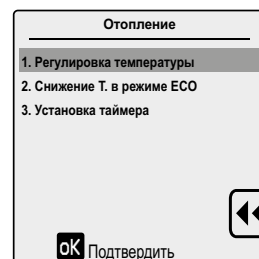 Отопление
1. Регулировка температуры
2. Снижение Т. в режиме ECO
3. Установка таймера
oK Подтвердить